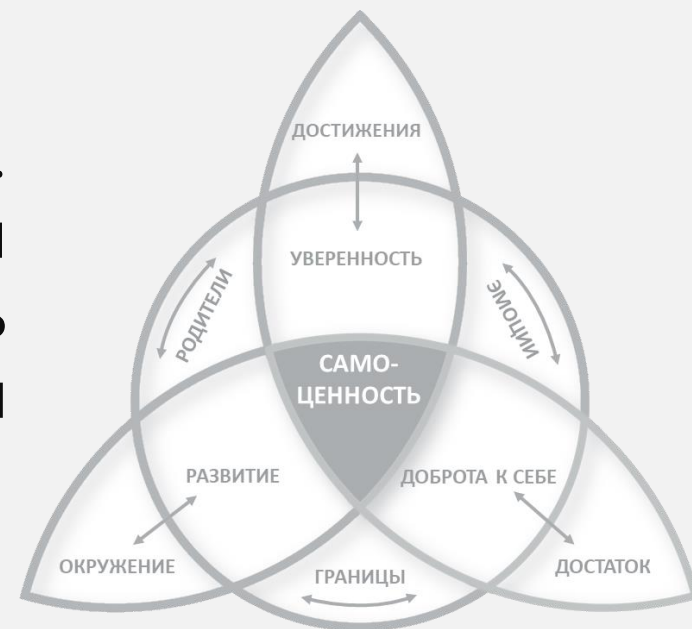 ДОСТИЖЕНИЯ
УВЕРЕННОСТЬ
РОДИТЕЛИ
ЭМОЦИИ
САМО-
ЦЕННОСТЬ
РАЗВИТИЕ
ДОБРОТА К СЕБЕ
ОКРУЖЕНИЕ
ГРАНИЦЫ
ДОСТАТОК